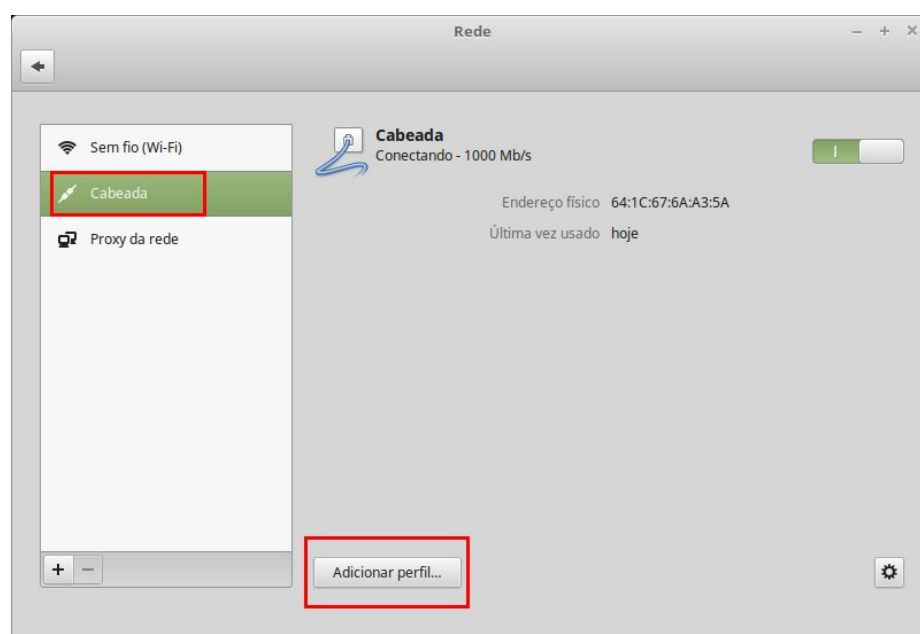 Rede
Sem fio (Wi-Fi)
Cabeada
Proxy da rede
Cabeada
Conectando - 1000 Mb/s
Endereço físico 64:1C:67:6A:A3:5A
Última vez usado hoje
Adicionar perfil...